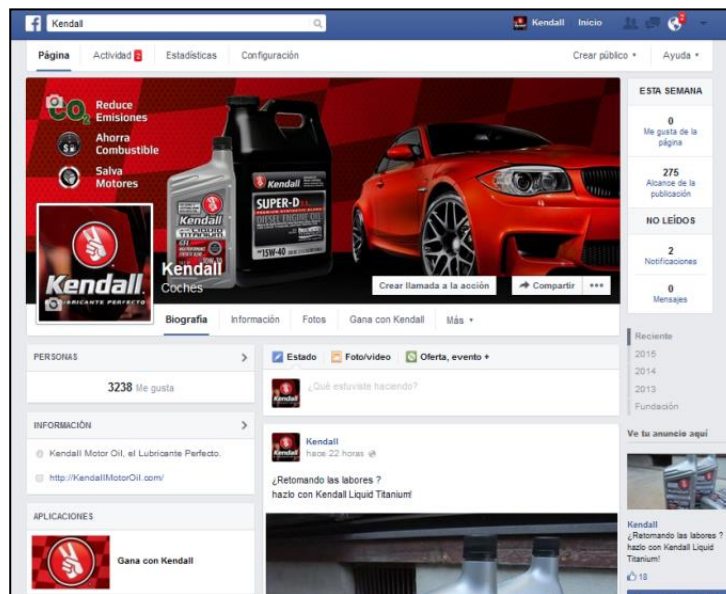 Kendall
Kendall
Inicio
2
Página
Actividad 2
Estadísticas
Configuración
Crear público
Ayuda
CO2
Reduce
Emisiones
Ahorra
Combustible
Salva
Motores
Kendall
LIQUID
TITANIUM
Kendall
SUPER-D
DIESEL ENGINE OIL
15W-40
Kendall
LUBRICANTE PERFECTO
Kendall
Coches
Crear llamada a la acción
Compartir
Biografía
Información
Fotos
Gana con Kendall
Más
ESTA SEMANA
0
Me gusta de la
página
275
Alcance de la
publicación
NO LEÍDOS
2
Notificaciones
0
Mensajes
Reciente
2015
2014
2013
Fundación
PERSONAS
3238 Me gusta
INFORMACIÓN
Kendall Motor Oil, el Lubricante Perfecto.
http://KendallMotorOil.com/
APLICACIONES
Gana con Kendall
Estado
Foto/video
Oferta, evento +
¿Qué estuviste haciendo?
Kendall
hace 22 horas
¿Retomando las labores ?
hazlo con Kendall Liquid Titanium!
Ve tu anuncio aquí
Kendall
¿Retomando las labores ?
hazlo con Kendall Liquid
Titanium!
18